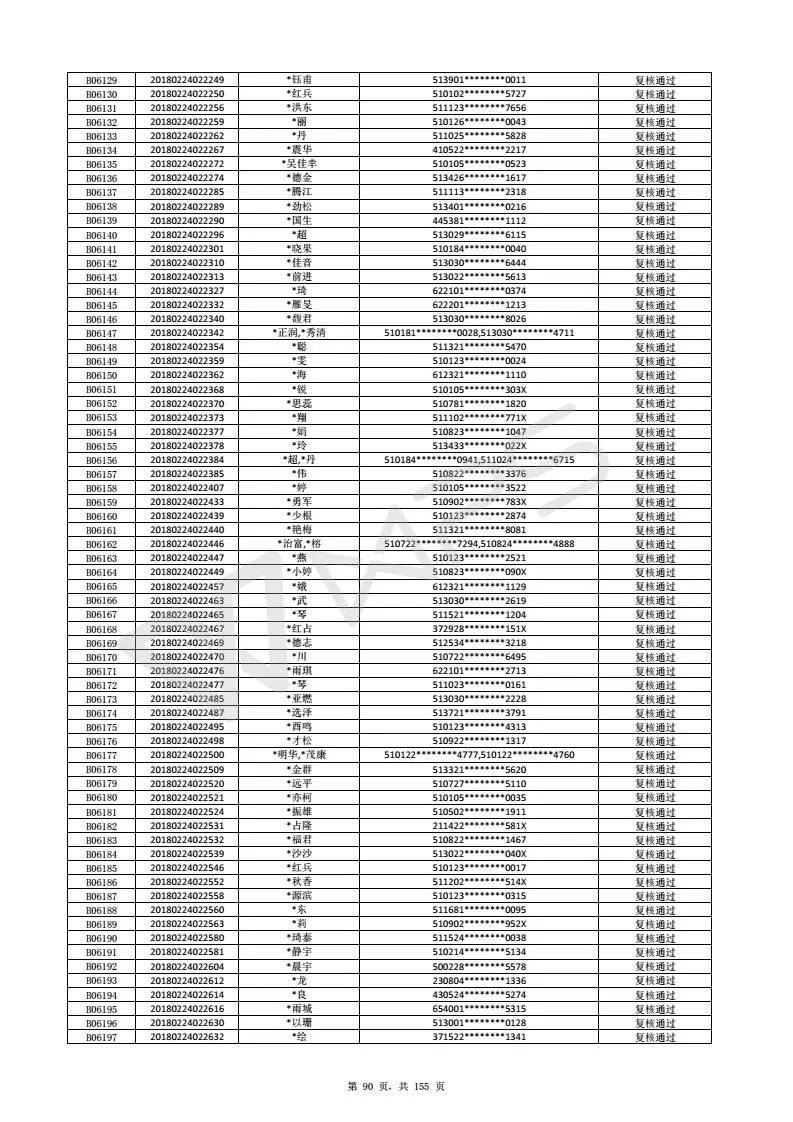 B06129 20180224022249 *钰甫 513901********0011 复核通过
B06130 20180224022250 *红兵 510102********5727 复核通过
B06131 20180224022256 *洪东 511123********7656 复核通过
B06132 20180224022259 *丽 510126********0043 复核通过
B06133 20180224022262 *丹 511025********5828 复核通过
B06134 20180224022267 *震华 410522********2217 复核通过
B06135 20180224022272 *吴佳幸 510105********0523 复核通过
B06136 20180224022274 *德金 513426********1617 复核通过
B06137 20180224022285 *腾江 511113********2318 复核通过
B06138 20180224022289 *劲松 513401********0216 复核通过
B06139 20180224022290 *国生 445381********1112 复核通过
B06140 20180224022296 *超 513029********6115 复核通过
B06141 20180224022301 *晓果 510184********0040 复核通过
B06142 20180224022310 *佳音 513030********6444 复核通过
B06143 20180224022313 *前进 513022********5613 复核通过
B06144 20180224022327 *琦 622101********0374 复核通过
B06145 20180224022332 *雁旻 622201********1213 复核通过
B06146 20180224022340 *馥君 513030********8026 复核通过
B06147 20180224022342 *正润,*秀清 510181********0028,513030********4711 复核通过
B06148 20180224022354 *聪 511321********5470 复核通过
B06149 20180224022359 *雯 510123********0024 复核通过
B06150 20180224022362 *海 612321********1110 复核通过
B06151 20180224022368 *锐 510105********303X 复核通过
B06152 20180224022370 *思蕊 510781********1820 复核通过
B06153 20180224022373 *翔 511102********771X 复核通过
B06154 20180224022377 *娟 510823********1047 复核通过
B06155 20180224022378 *玲 513433********022X 复核通过
B06156 20180224022384 *超,*丹 510184********0941,511024********6715 复核通过
B06157 20180224022385 *伟 510822********3376 复核通过
B06158 20180224022407 *婷 510105********3522 复核通过
B06159 20180224022433 *勇军 510902********783X 复核通过
B06160 20180224022439 *少根 510123********2874 复核通过
B06161 20180224022440 *艳梅 511321********8081 复核通过
B06162 20180224022446 *治富,*榕 510722********7294,510824********4888 复核通过
B06163 20180224022447 *燕 510123********2521 复核通过
B06164 20180224022449 *小婷 510823********090X 复核通过
B06165 20180224022457 *娥 612321********1129 复核通过
B06166 20180224022463 *武 513030********2619 复核通过
B06167 20180224022465 *琴 511521********1204 复核通过
B06168 20180224022467 *红占 372928********151X 复核通过
B06169 20180224022469 *德志 512534********3218 复核通过
B06170 20180224022470 *川 510722********6495 复核通过
B06171 20180224022476 *雨琪 622101********2713 复核通过
B06172 20180224022477 *琴 511023********0161 复核通过
B06173 20180224022485 *亚燃 513030********2228 复核通过
B06174 20180224022487 *选泽 513721********3791 复核通过
B06175 20180224022495 *酉鸣 510123********4313 复核通过
B06176 20180224022498 *才松 510922********1317 复核通过
B06177 20180224022500 *明华,*茂康 510122********4777,510122********4760 复核通过
B06178 20180224022509 *金群 513321********5620 复核通过
B06179 20180224022520 *远平 510727********5110 复核通过
B06180 20180224022521 *亦柯 510105********0035 复核通过
B06181 20180224022524 *振雄 510502********1911 复核通过
B06182 20180224022531 *占隆 211422********581X 复核通过
B06183 20180224022532 *福君 510822********1467 复核通过
B06184 20180224022539 *沙沙 513022********040X 复核通过
B06185 20180224022546 *红兵 510123********0017 复核通过
B06186 20180224022552 *秋香 511202********514X 复核通过
B06187 20180224022558 *源滨 510123********0315 复核通过
B06188 20180224022560 *东 511681********0095 复核通过
B06189 20180224022563 *莉 510902********952X 复核通过
B06190 20180224022580 *琦泰 511524********0038 复核通过
B06191 20180224022581 *静宇 510214********5134 复核通过
B06192 20180224022604 *晨宇 500228********5578 复核通过
B06193 20180224022612 *龙 230804********1336 复核通过
B06194 20180224022614 *良 430524********5274 复核通过
B06195 20180224022616 *雨城 654001********5315 复核通过
B06196 20180224022630 *以珊 513001********0128 复核通过
B06197 20180224022632 *绘 371522********1341 复核通过
WPS
第 90 页, 共 155 页